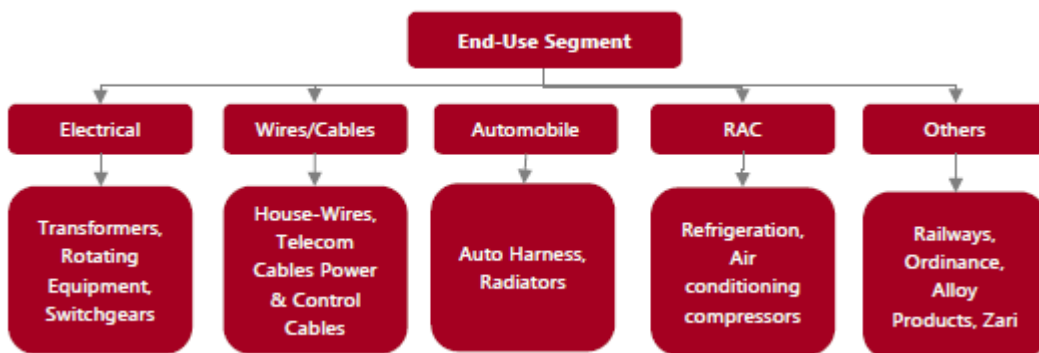 End-Use Segment
Electrical
Wires/Cables
Automobile
RAC
Others
Transformers,
Rotating
Equipment,
Switchgears
House-Wires,
Telecom
Cables Power
& Control
Cables
Auto Harness,
Radiators
Refrigeration,
Air
conditioning
compressors
Railways,
Ordinance,
Alloy
Products, Zari